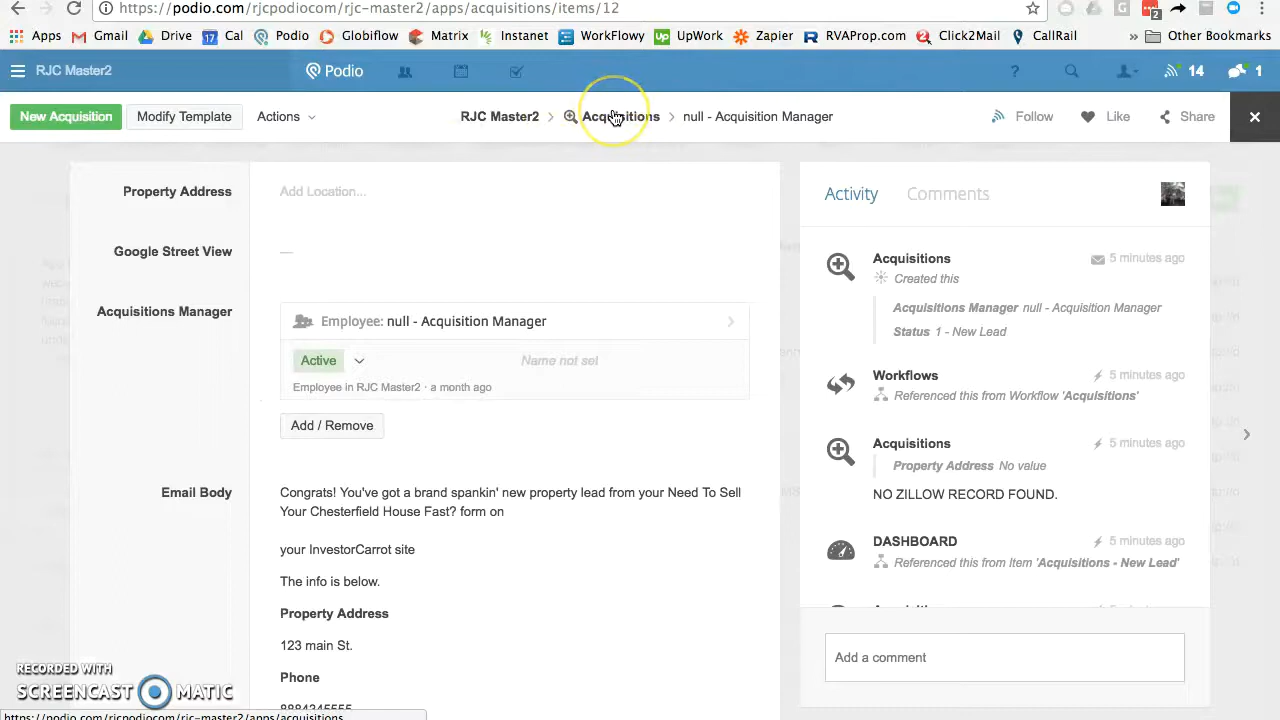 https://podio.com/rjcpodiocom/rjc-master2/apps/acquisitions/items/12
2
Apps Gmail Drive 17 Cal Podio Globiflow Matrix Instanet WorkFlowy Up UpWork Zapier R RVAProp.com Click2Mail CallRail » Other Bookmarks
RJC Master2 Podio ? 14 1
New Acquisition Modify Template Actions RJC Master2 > Acquisitions > null - Acquisition Manager Follow Like Share
Property Address Add Location...
Google Street View —
Acquisitions Manager
Employee: null - Acquisition Manager
Active Name not set
Employee in RJC Master2 · a month ago
Add / Remove
Email Body
Congrats! You've got a brand spankin' new property lead from your Need To Sell
Your Chesterfield House Fast? form on
your InvestorCarrot site
The info is below.
Property Address
123 main St.
Phone
8884245555
Activity Comments
Acquisitions 5 minutes ago
Created this
Acquisitions Manager null - Acquisition Manager
Status 1 - New Lead
Workflows 5 minutes ago
Referenced this from Workflow 'Acquisitions'
Acquisitions 5 minutes ago
Property Address No value
NO ZILLOW RECORD FOUND.
DASHBOARD 5 minutes ago
Referenced this from Item 'Acquisitions - New Lead'
Add a comment
RECORDED WITH
SCREENCAST MATIC
https://podio.com/rjcpodiocom/rjc-master2/apps/acquisitions